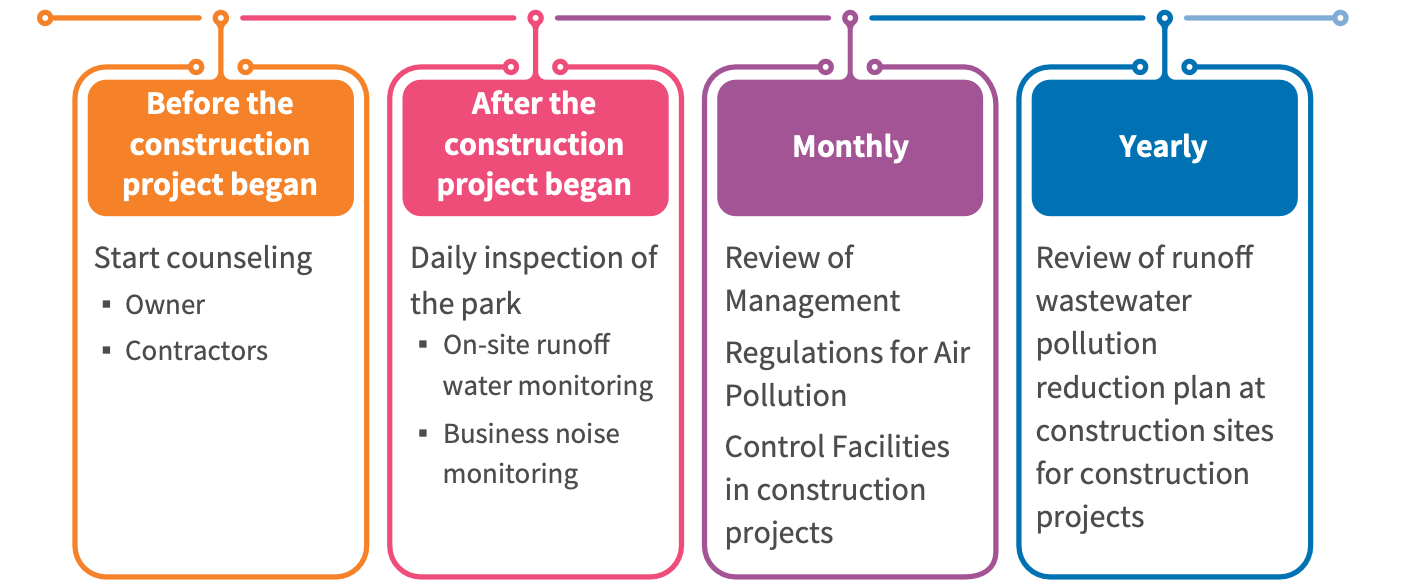 Before the
construction
project began
Start counseling
▪ Owner
▪ Contractors
After the
construction
project began
Daily inspection of
the park
▪ On-site runoff
water monitoring
▪ Business noise
monitoring
Monthly
Review of
Management
Regulations for Air
Pollution
Control Facilities
in construction
projects
Yearly
Review of runoff
wastewater
pollution
reduction plan at
construction sites
for construction
projects